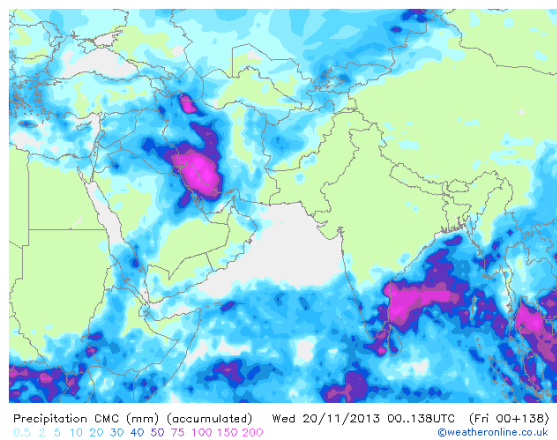 Precipitation CMC (mm) (accumulated) Wed 20/11/2013 00..138UTC (Fri 00+138)
0.5 2 5 10 20 30 40 50 75 100 150 200 ©weatheronline.co.uk